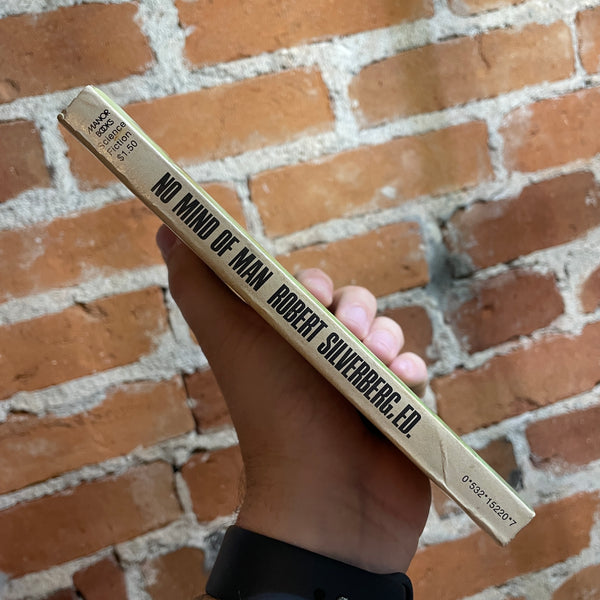 MANOR
BOOKS
Science
Fiction
$1.50
NO MIND OF MAN ROBERT SILVERBERG, ED.
0*532*15220*7